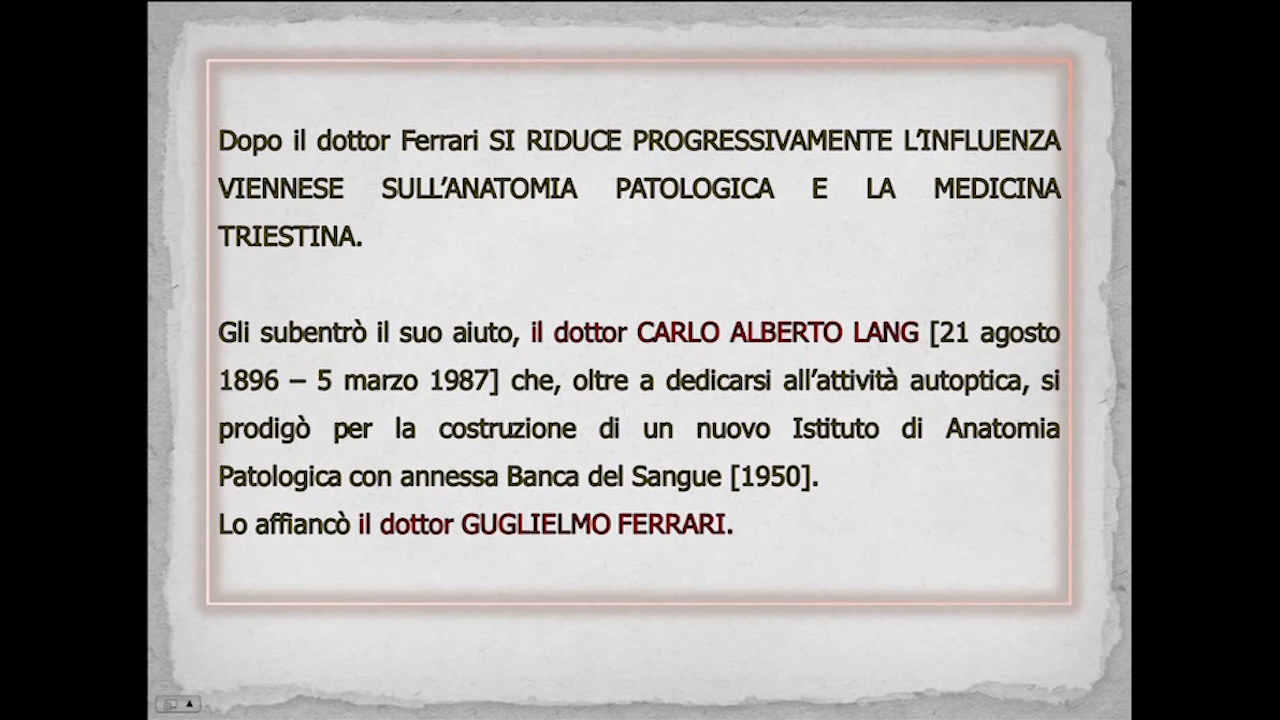 Dopo il dottor Ferrari SI RIDUCE PROGRESSIVAMENTE L’INFLUENZA
VIENNESE SULL’ANATOMIA PATOLOGICA E LA MEDICINA
TRIESTINA.
Gli subentrò il suo aiuto, il dottor CARLO ALBERTO LANG [21 agosto
1896 – 5 marzo 1987] che, oltre a dedicarsi all’attività autoptica, si
prodigò per la costruzione di un nuovo Istituto di Anatomia
Patologica con annessa Banca del Sangue [1950].
Lo affiancò il dottor GUGLIELMO FERRARI.